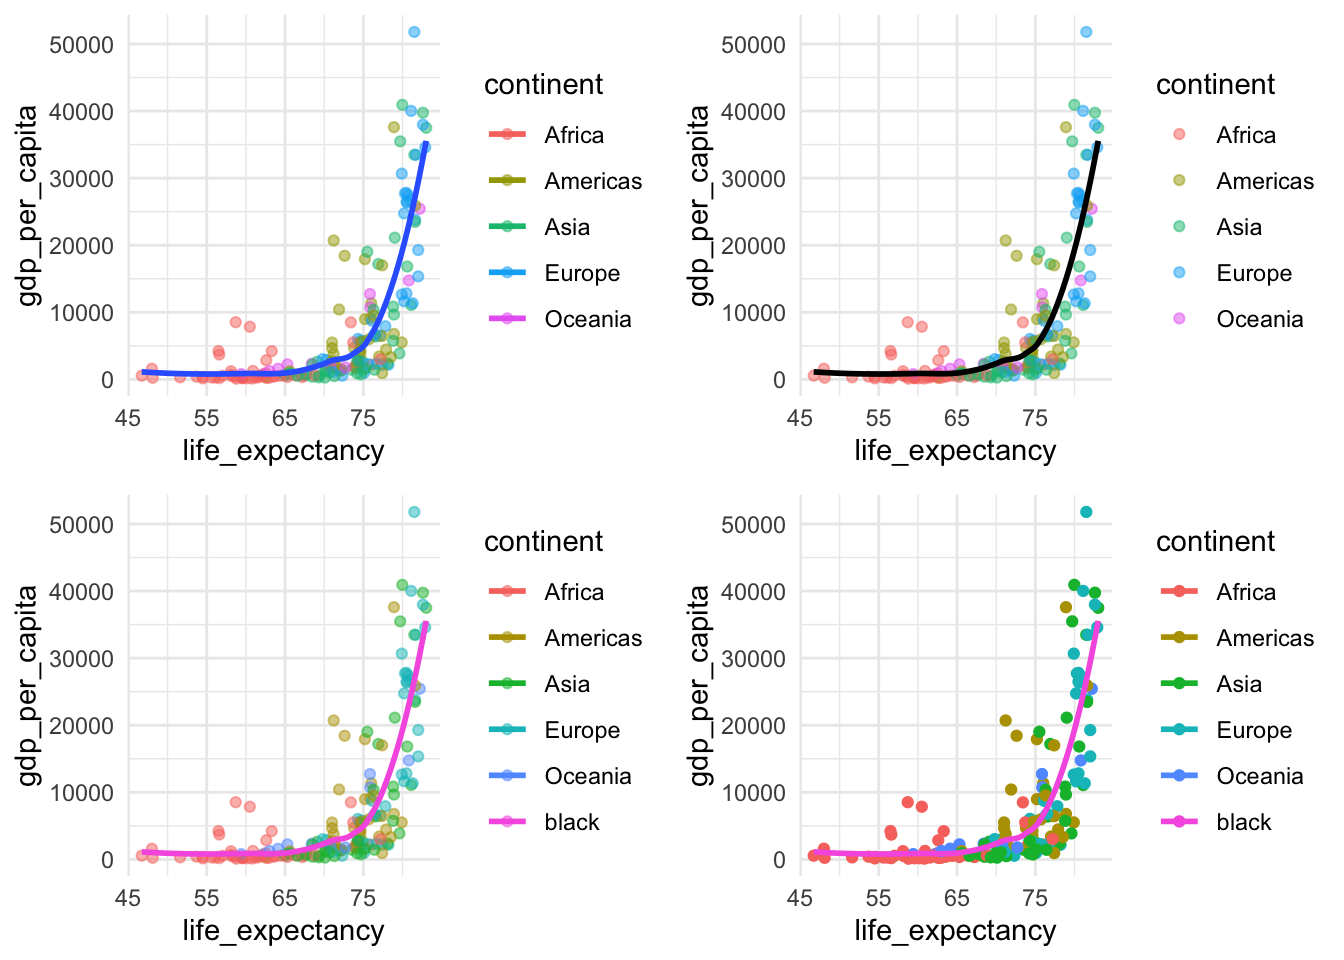 50000
40000
30000
20000
10000
0
45 55 65 75
life_expectancy
gdp_per_capita
continent
Africa
Americas
Asia
Europe
Oceania
50000
40000
30000
20000
10000
0
45 55 65 75
life_expectancy
gdp_per_capita
continent
Africa
Americas
Asia
Europe
Oceania
50000
40000
30000
20000
10000
0
45 55 65 75
life_expectancy
gdp_per_capita
continent
Africa
Americas
Asia
Europe
Oceania
black
50000
40000
30000
20000
10000
0
45 55 65 75
life_expectancy
gdp_per_capita
continent
Africa
Americas
Asia
Europe
Oceania
black